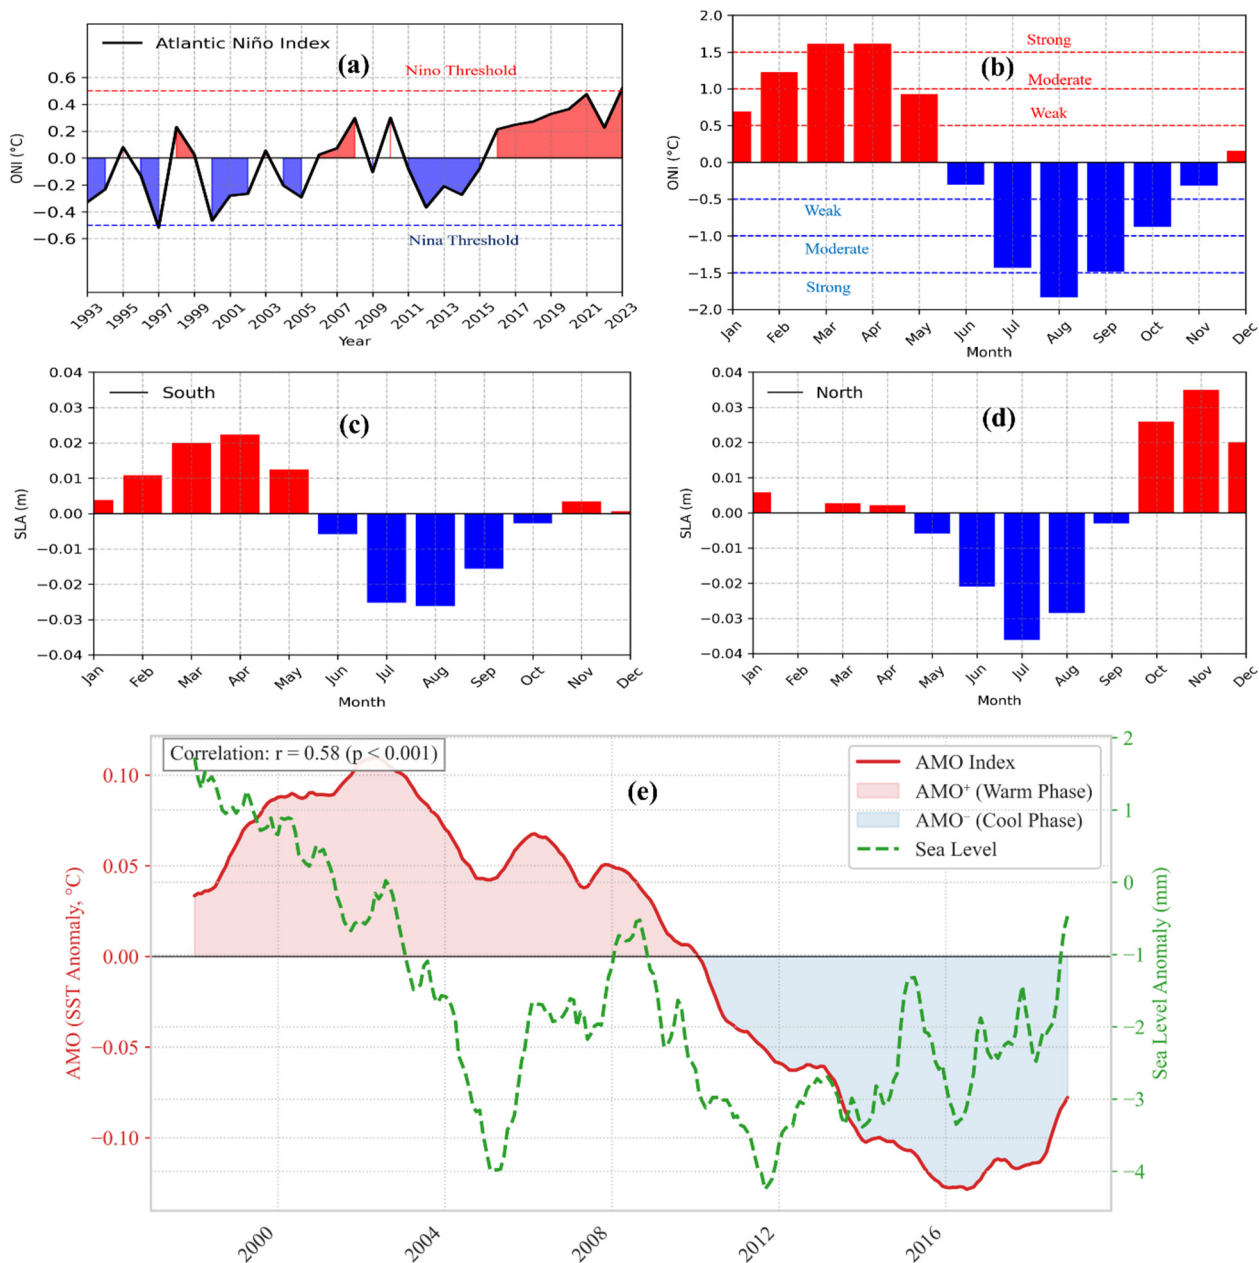 Atlantic Niño Index
(a)
Nino Threshold
Nina Threshold
ONI (°C)
0.6
0.4
0.2
0.0
−0.2
−0.4
−0.6
1993 1995 1997 1999 2001 2003 2005 2007 2009 2011 2013 2015 2017 2019 2021 2023
Year
(b)
Strong
Moderate
Weak
Weak
Moderate
Strong
ONI (°C)
2.0
1.5
1.0
0.5
0.0
−0.5
−1.0
−1.5
−2.0
Jan Feb Mar Apr May Jun Jul Aug Sep Oct Nov Dec
Month
South
(c)
SLA (m)
0.04
0.03
0.02
0.01
0.00
−0.01
−0.02
−0.03
−0.04
Jan Feb Mar Apr May Jun Jul Aug Sep Oct Nov Dec
Month
North
(d)
SLA (m)
0.04
0.03
0.02
0.01
0.00
−0.01
−0.02
−0.03
−0.04
Jan Feb Mar Apr May Jun Jul Aug Sep Oct Nov Dec
Month
Correlation: r = 0.58 (p < 0.001)
(e)
AMO Index
AMO⁺ (Warm Phase)
AMO⁻ (Cool Phase)
Sea Level
AMO (SST Anomaly, °C)
0.10
0.05
0.00
−0.05
−0.10
Sea Level Anomaly (mm)
2
1
0
−1
−2
−3
−4
2000 2004 2008 2012 2016